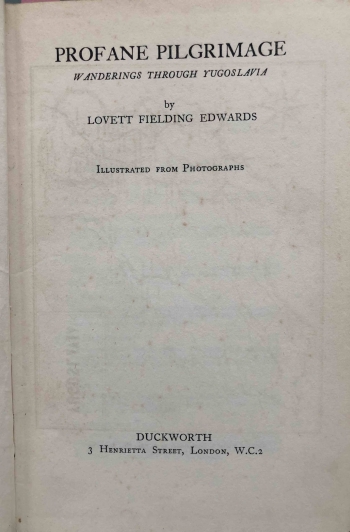 PROFANE PILGRIMAGE
WANDERINGS THROUGH YUGOSLAVIA
by
LOVETT FIELDING EDWARDS
Illustrated from Photographs
DUCKWORTH
3 Henrietta Street, London, W.C.2